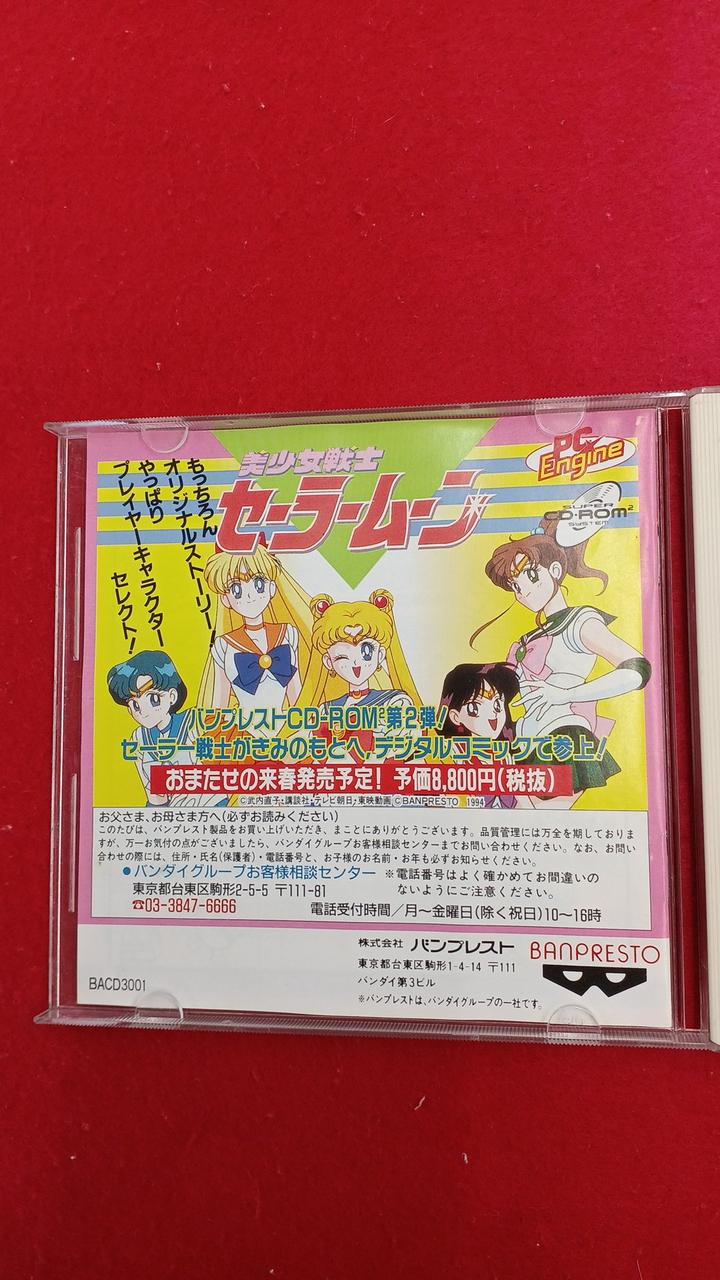 美少女戦士
セーラームーン
PC Engine
SUPER
CD-ROM²
SYSTEM
もっちろん
オリジナルストーリー!
やっぱり
プレイヤーキャラクター
セレクト!
バンプレストCD-ROM²第2弾!
セーラー戦士がきみのもとへ、デジタルコミックで参上!
おまたせの来春発売予定! 予価8,800円(税抜)
©武内直子・講談社・テレビ朝日・東映動画 ©BANPRESTO 1994
お父さま、お母さま方へ(必ずお読みください)
このたびは、バンプレスト製品をお買い上げいただき、まことにありがとうございます。品質管理には万全を期しておりま
すが、万一お気付の点がございましたら、バンダイグループお客様相談センターまでお問い合わせください。なお、お問い
合わせの際には、住所・氏名(保護者)・電話番号と、お子様のお名前・お年も必ずお知らせください。
●バンダイグループお客様相談センター ※電話番号はよく確かめてお間違いの
ないようにご注意ください。
東京都台東区駒形2-5-5 〒111-81
☎03-3847-6666 電話受付時間/月〜金曜日(除く祝日)10〜16時
株式会社 バンプレスト
東京都台東区駒形1-4-14 〒111
バンダイ第3ビル
※バンプレストは、バンダイグループの一社です。
BANPRESTO
BACD3001